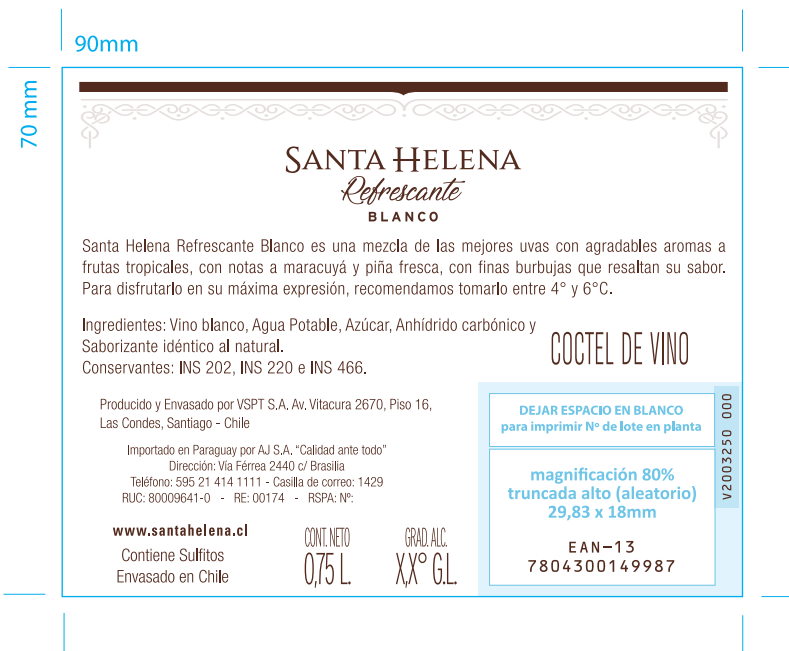 90mm
70 mm
SANTA HELENA
Refrescante
BLANCO
Santa Helena Refrescante Blanco es una mezcla de las mejores uvas con agradables aromas a
frutas tropicales, con notas a maracuyá y piña fresca, con finas burbujas que resaltan su sabor.
Para disfrutarlo en su máxima expresión, recomendamos tomarlo entre 4° y 6°C.
Ingredientes: Vino blanco, Agua Potable, Azúcar, Anhídrido carbónico y
Saborizante idéntico al natural.
Conservantes: INS 202, INS 220 e INS 466.
COCTEL DE VINO
Producido y Envasado por VSPT S.A. Av. Vitacura 2670, Piso 16,
Las Condes, Santiago - Chile
Importado en Paraguay por AJ S.A. "Calidad ante todo"
Dirección: Vía Férrea 2440 c/ Brasilia
Teléfono: 595 21 414 1111 - Casilla de correo: 1429
RUC: 80009641-0 - RE: 00174 - RSPA: Nº:
www.santahelena.cl
Contiene Sulfitos
Envasado en Chile
CONT. NETO
0,75 L.
GRAD. ALC.
X,X° G.L.
DEJAR ESPACIO EN BLANCO
para imprimir Nº de lote en planta
magnificación 80%
truncada alto (aleatorio)
29,83 x 18mm
EAN-13
7804300149987
V2003250 000